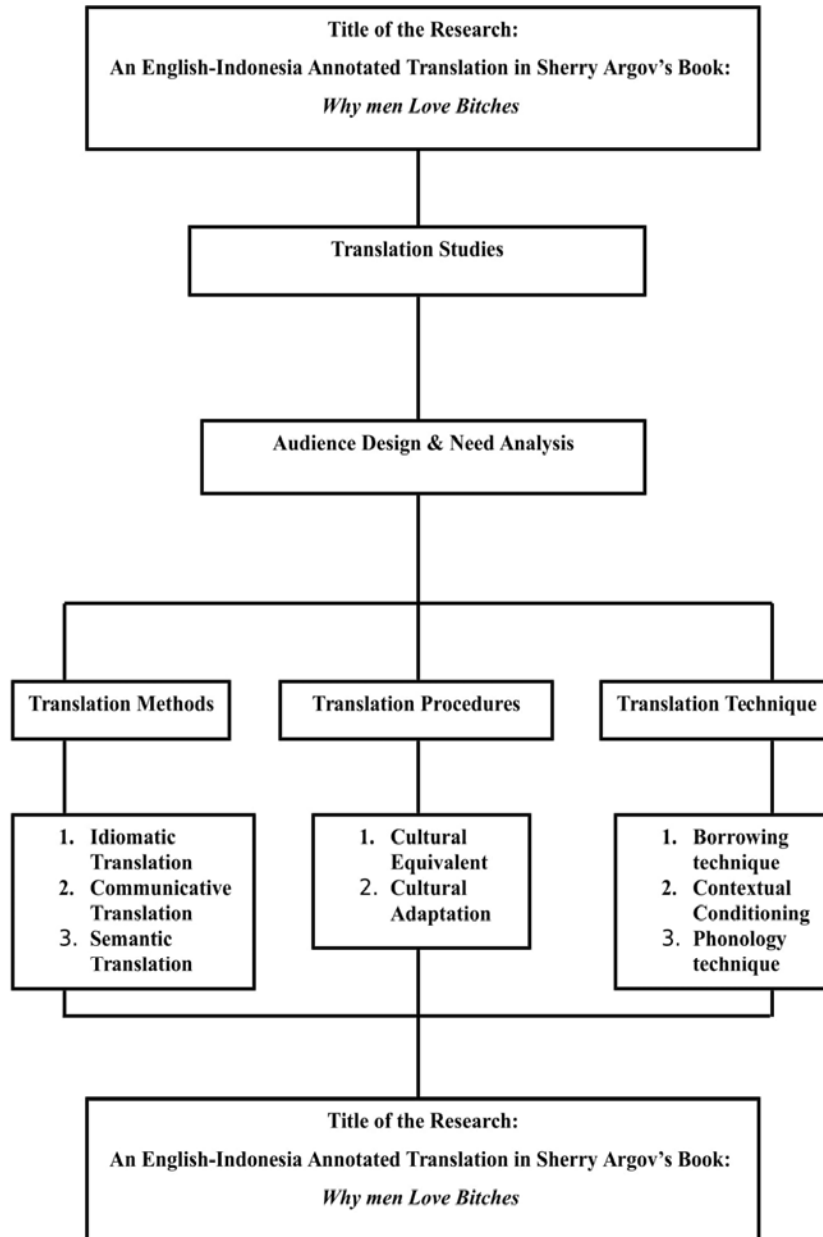 Title of the Research:
An English-Indonesia Annotated Translation in Sherry Argov’s Book:
Why men Love Bitches
Translation Studies
Audience Design & Need Analysis
Translation Methods
Translation Procedures
Translation Technique
1. Idiomatic
Translation
2. Communicative
Translation
3. Semantic
Translation
1. Cultural
Equivalent
2. Cultural
Adaptation
1. Borrowing
technique
2. Contextual
Conditioning
3. Phonology
technique
Title of the Research:
An English-Indonesia Annotated Translation in Sherry Argov’s Book:
Why men Love Bitches